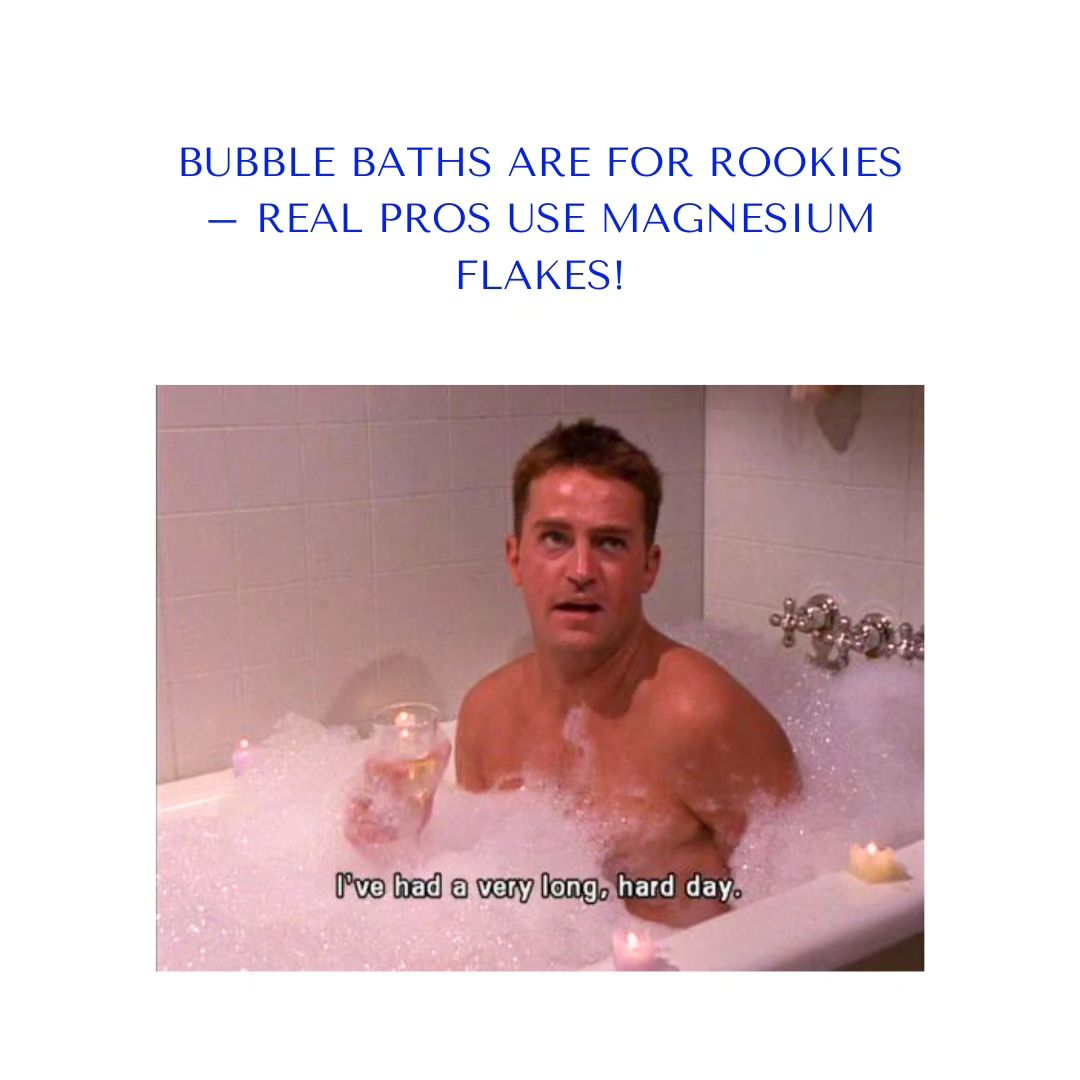 BUBBLE BATHS ARE FOR ROOKIES
– REAL PROS USE MAGNESIUM
FLAKES!
I've had a very long, hard day.